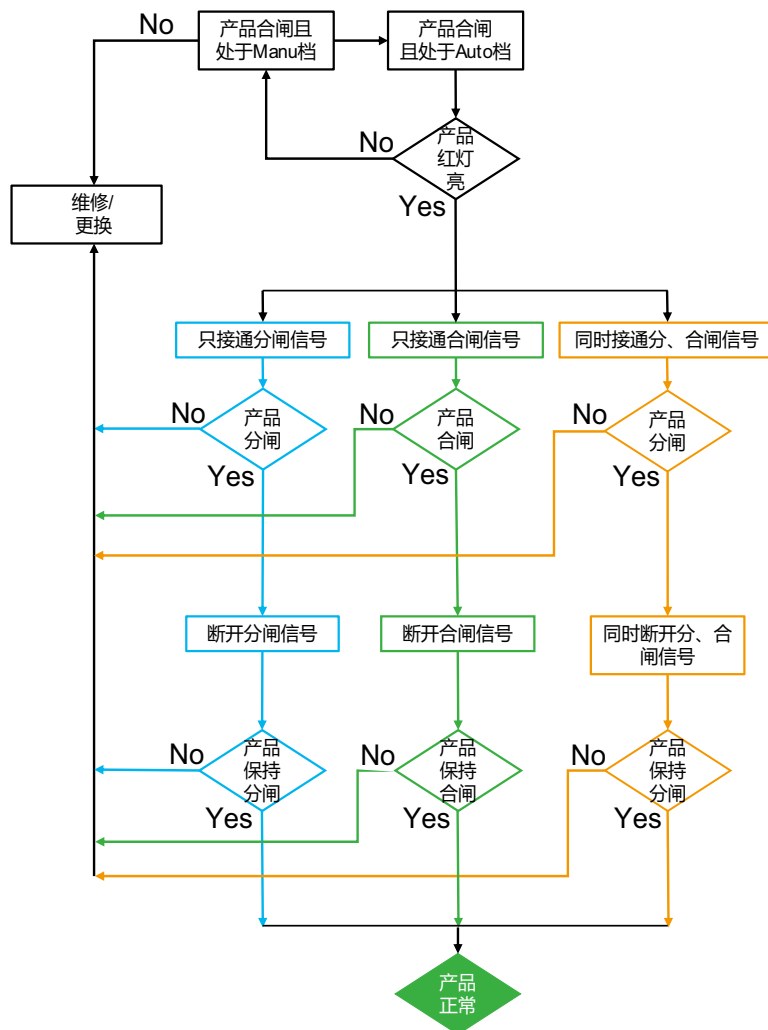 No
产品合闸且
处于Manu档
产品合闸
且处于Auto档
No
产品
红灯
亮
Yes
维修/
更换
只接通分闸信号
只接通合闸信号
同时接通分、合闸信号
No
产品
分闸
Yes
No
产品
合闸
Yes
No
产品
分闸
Yes
断开分闸信号
断开合闸信号
同时断开分、合
闸信号
No
产品
保持
分闸
Yes
No
产品
保持
合闸
Yes
No
产品
保持
分闸
Yes
产品
正常